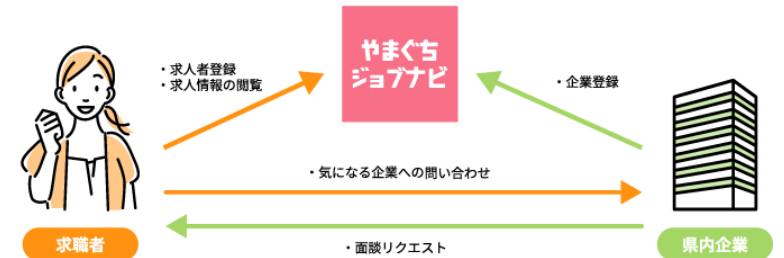 やまぐち
ジョブナビ
・求人者登録
・求人情報の閲覧
・企業登録
・気になる企業への問い合わせ
・面談リクエスト
求職者
県内企業